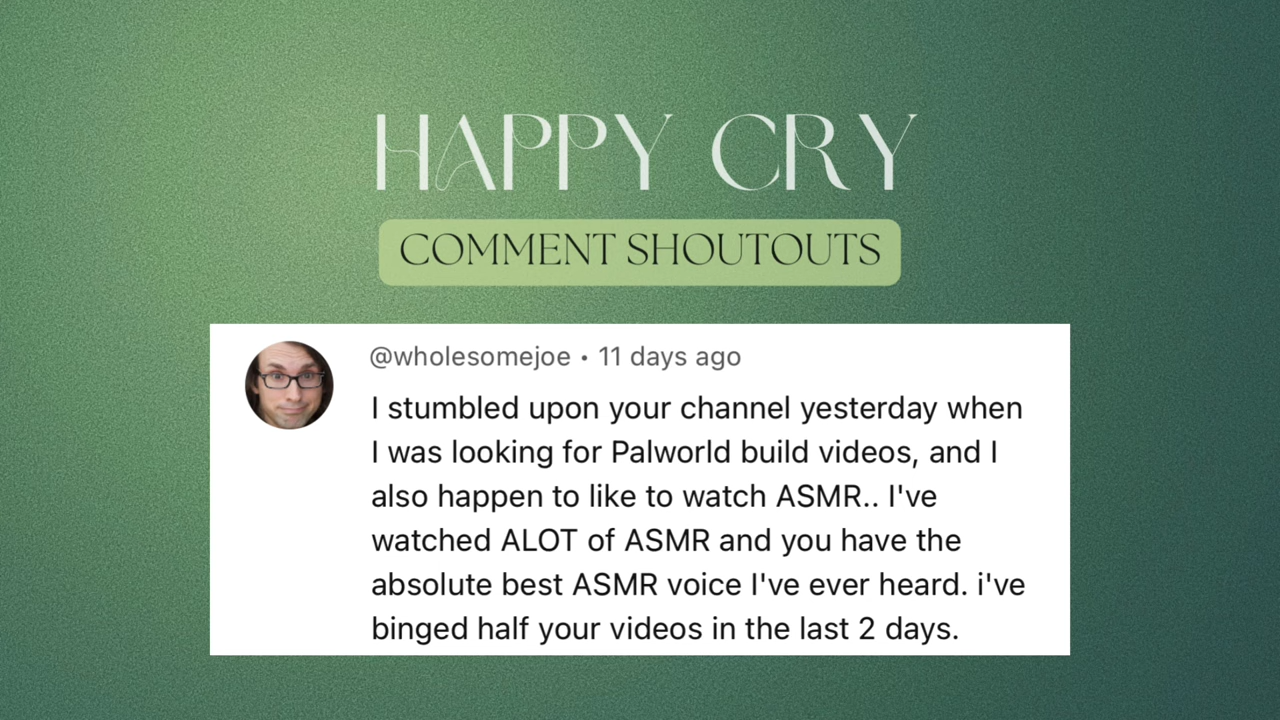 HAPPY CRY
COMMENT SHOUTOUTS
@wholesomejoe • 11 days ago
I stumbled upon your channel yesterday when
I was looking for Palworld build videos, and I
also happen to like to watch ASMR.. I've
watched ALOT of ASMR and you have the
absolute best ASMR voice I've ever heard. i've
binged half your videos in the last 2 days.